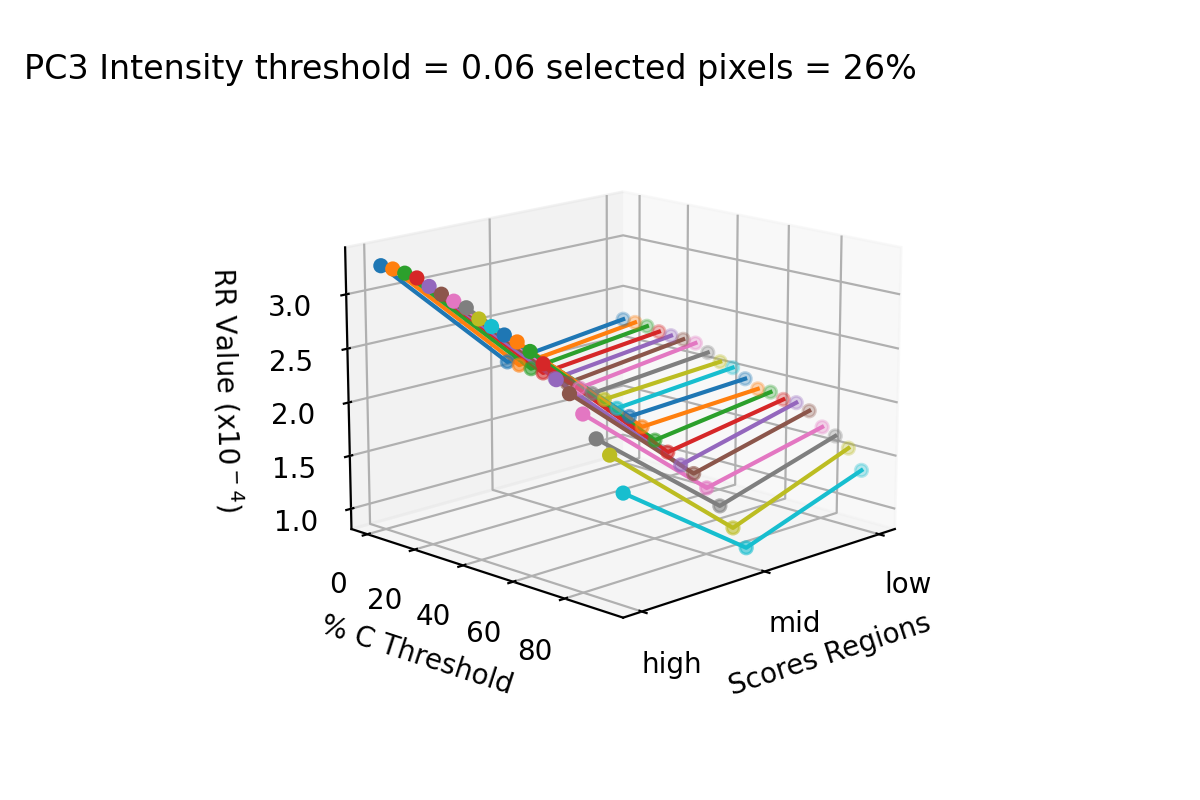 PC3 Intensity threshold = 0.06 selected pixels = 26%
RR Value (x10⁻⁴)
3.0
2.5
2.0
1.5
1.0
0
20
40
60
80
% C Threshold
high
mid
low
Scores Regions